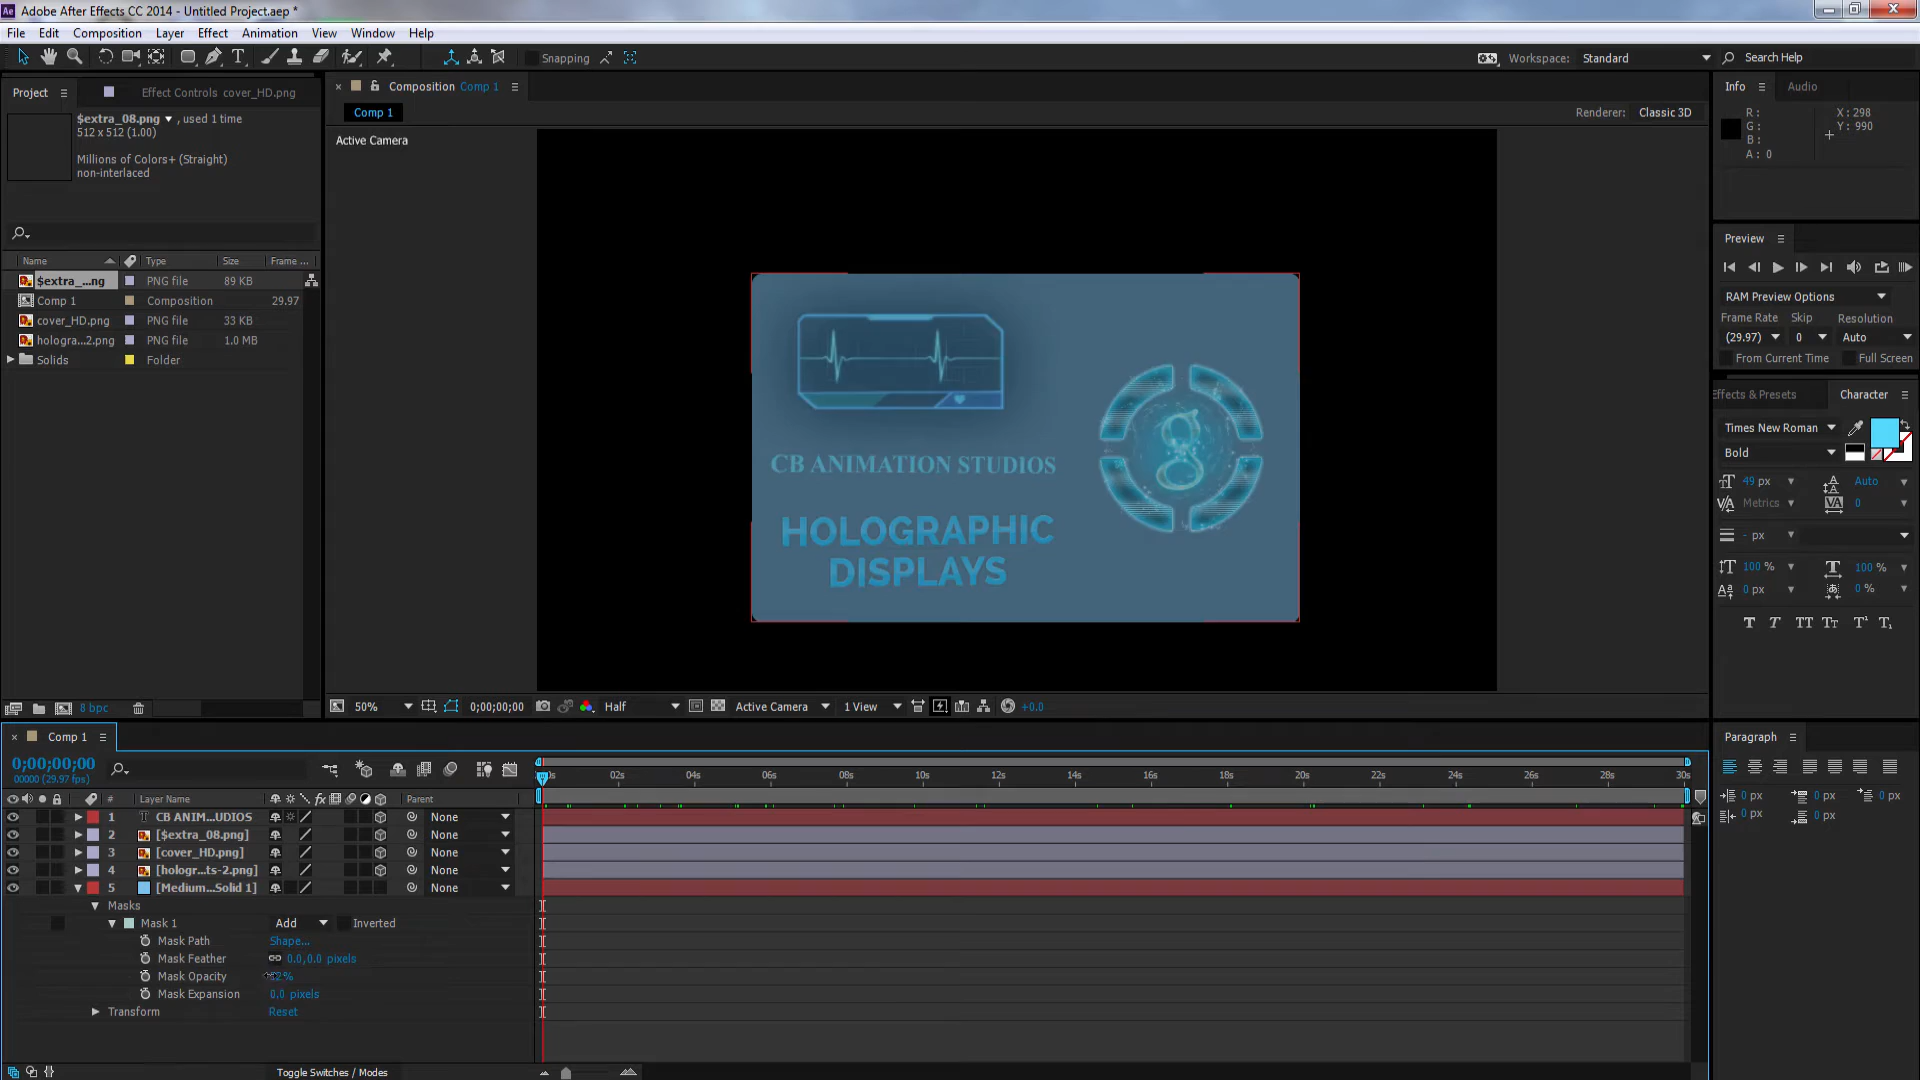 Adobe After Effects CC 2014 - Untitled Project.aep *
File Edit Composition Layer Effect Animation View Window Help
Snapping
Workspace: Standard
Search Help
Project
Effect Controls cover_HD.png
$extra_08.png , used 1 time
512 x 512 (1.00)
Millions of Colors+ (Straight)
non-interlaced
Name Type Size Frame ...
$extra_...ng PNG file 89 KB
Comp 1 Composition 29.97
cover_HD.png PNG file 33 KB
hologra...2.png PNG file 1.0 MB
Solids Folder
8 bpc
Composition Comp 1
Comp 1
Renderer: Classic 3D
Active Camera
CB ANIMATION STUDIOS
HOLOGRAPHIC
DISPLAYS
8
50% 0;00;00;00 Half Active Camera 1 View +0.0
Info Audio
R : X : 298
G : Y : 990
B :
A : 0
Preview
RAM Preview Options
Frame Rate Skip Resolution
(29.97) 0 Auto
From Current Time Full Screen
Effects & Presets Character
Times New Roman
Bold
49 px Auto
Metrics 0
- px
100 % 100 %
0 px 0 %
T T TT Tt T¹ T₁
Paragraph
0 px 0 px 0 px
0 px 0 px
Comp 1
0;00;00;00
00000 (29.97 fps)
02s 04s 06s 08s 10s 12s 14s 16s 18s 20s 22s 24s 26s 28s 30s
# Layer Name fx Parent
1 T CB ANIM...UDIOS None
2 [$extra_08.png] None
3 [cover_HD.png] None
4 [hologr...ts-2.png] None
5 [Medium...Solid 1] None
Masks
Mask 1 Add Inverted
Mask Path Shape...
Mask Feather 0.0,0.0 pixels
Mask Opacity
Mask Expansion 0.0 pixels
Transform Reset
Toggle Switches / Modes